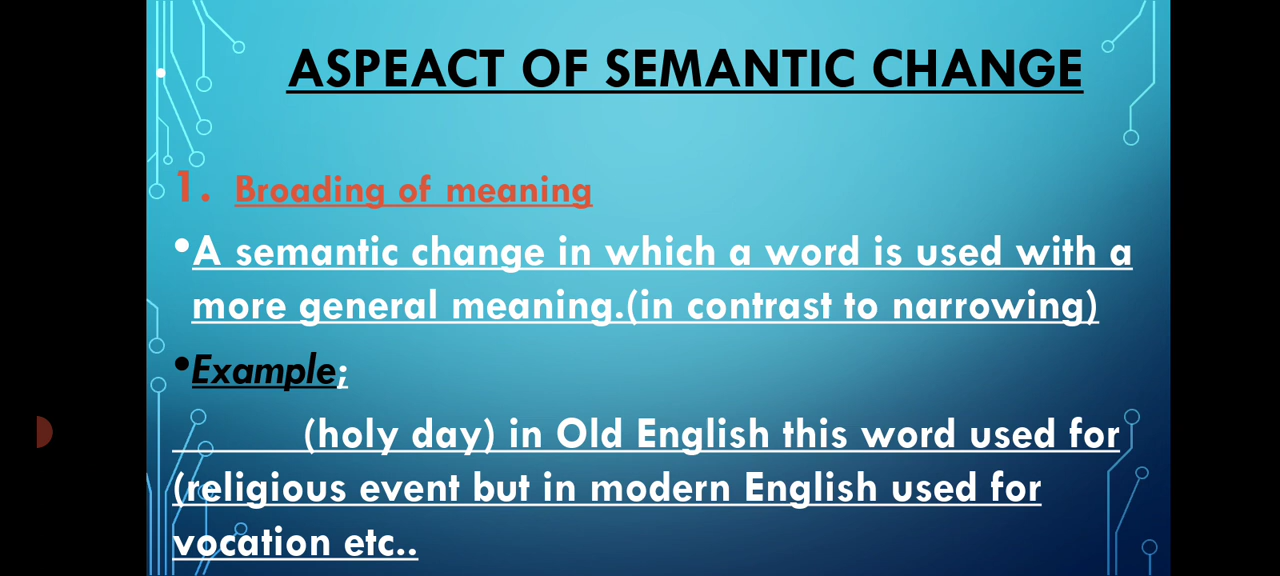 ASPEACT OF SEMANTIC CHANGE
1. Broading of meaning
•A semantic change in which a word is used with a
more general meaning.(in contrast to narrowing)
•Example;
(holy day) in Old English this word used for
(religious event but in modern English used for
vocation etc..